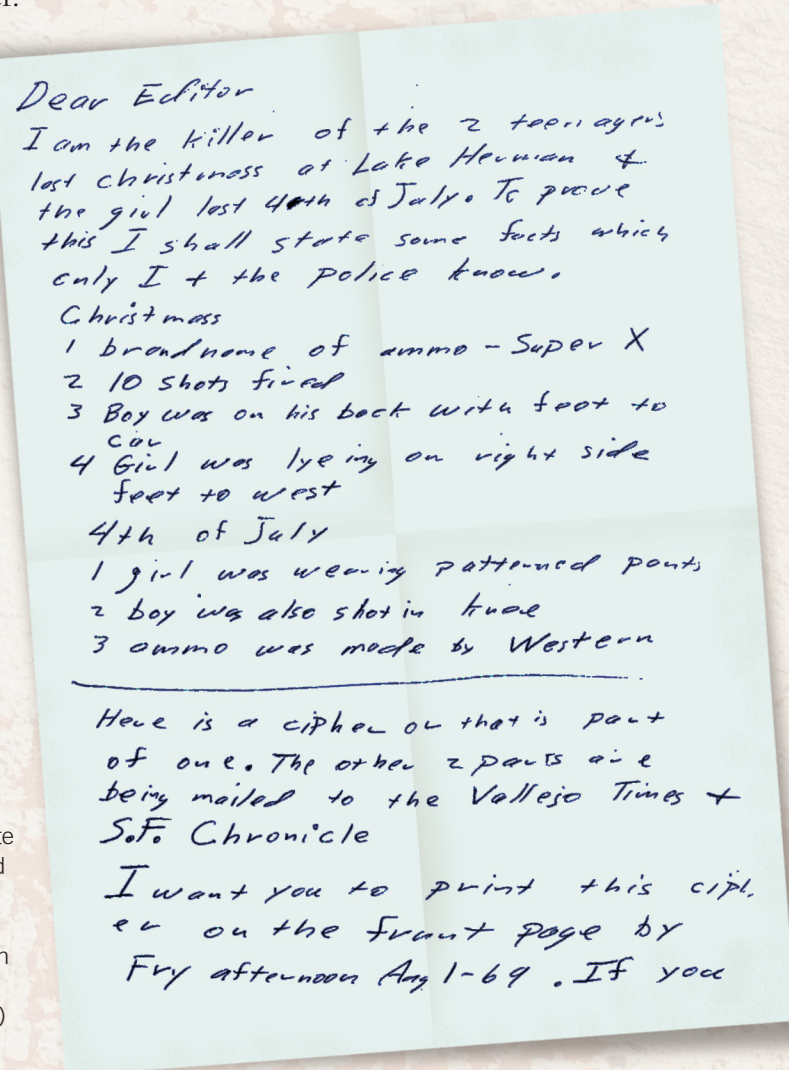 er.
Dear Editor
I am the killer of the 2 teenagers
last christmass at Lake Herman &
the girl last 4th of July. To prove
this I shall state some facts which
only I + the police know.
Christmass
1 brand name of ammo - Super X
2 10 shots fired
3 Boy was on his back with feet to
car
4 Girl was lyeing on right side
feet to west
4th of July
1 girl was wearing patterned pants
2 boy was also shot in knee
3 ammo was made by Western
Here is a cipher or that is part
of one. The other 2 parts are
being mailed to the Vallejo Times +
S.F. Chronicle
I want you to print this ciph
er on the frunt page by
Fry afternoon Aug 1-69. If you
te
d
n
)